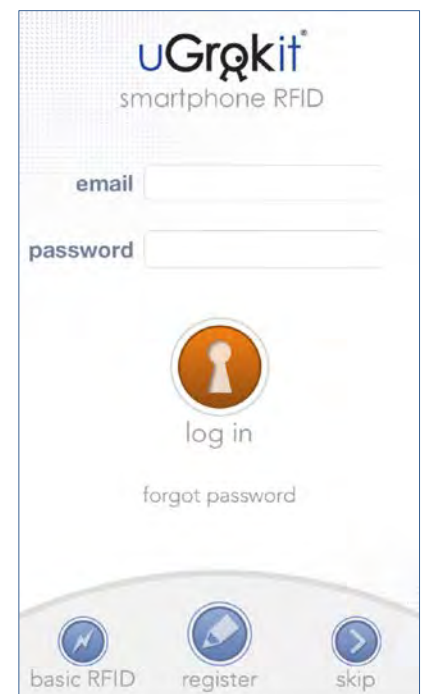 uGrokit
smartphone RFID
email
password
log in
forgot password
basic RFID register skip